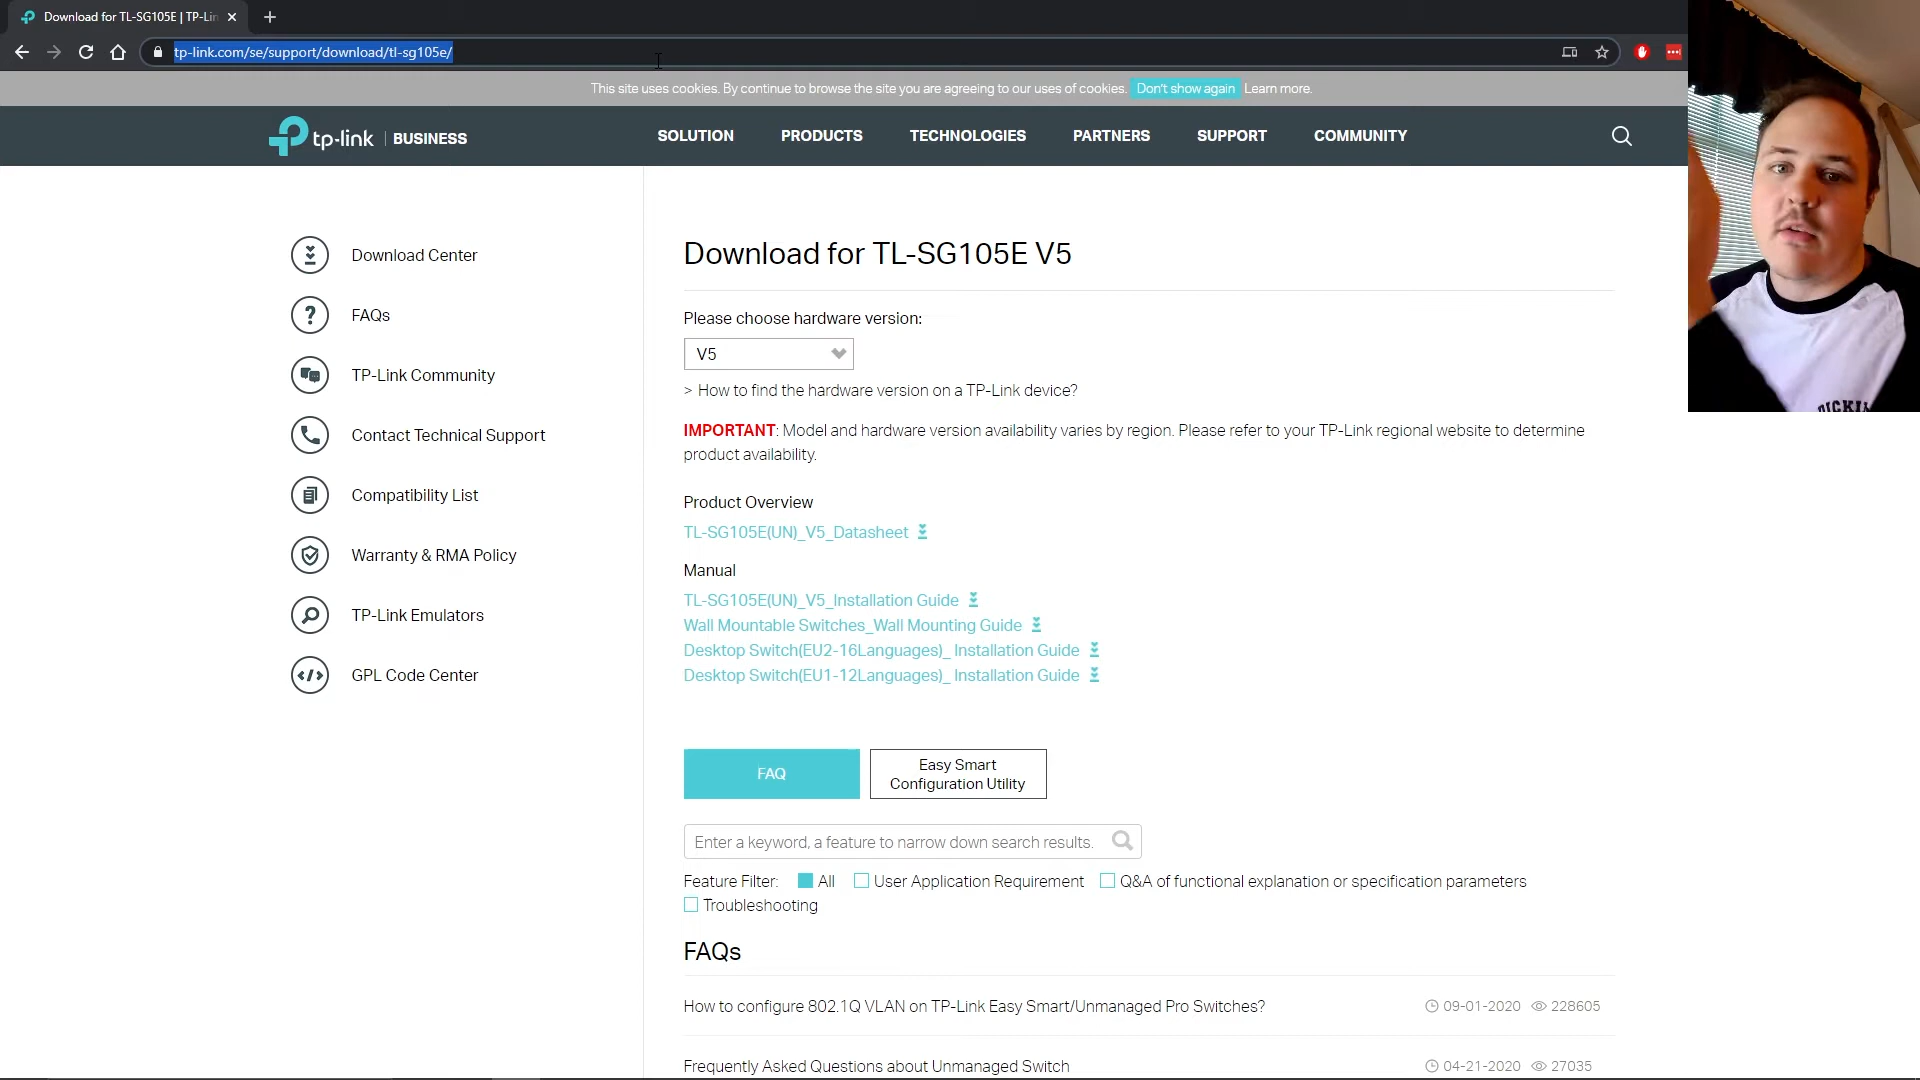 Download for TL-SG105E | TP-Lin
tp-link.com/se/support/download/tl-sg105e/
This site uses cookies. By continue to browse the site you are agreeing to our uses of cookies. Don't show again Learn more.
tp-link | BUSINESS
SOLUTION PRODUCTS TECHNOLOGIES PARTNERS SUPPORT COMMUNITY
Download Center
FAQs
TP-Link Community
Contact Technical Support
Compatibility List
Warranty & RMA Policy
TP-Link Emulators
GPL Code Center
Download for TL-SG105E V5
Please choose hardware version:
V5
> How to find the hardware version on a TP-Link device?
IMPORTANT: Model and hardware version availability varies by region. Please refer to your TP-Link regional website to determine
product availability.
Product Overview
TL-SG105E(UN)_V5_Datasheet
Manual
TL-SG105E(UN)_V5_Installation Guide
Wall Mountable Switches_Wall Mounting Guide
Desktop Switch(EU2-16Languages)_ Installation Guide
Desktop Switch(EU1-12Languages)_ Installation Guide
FAQ
Easy Smart
Configuration Utility
Enter a keyword, a feature to narrow down search results.
Feature Filter: All User Application Requirement Q&A of functional explanation or specification parameters
Troubleshooting
FAQs
How to configure 802.1Q VLAN on TP-Link Easy Smart/Unmanaged Pro Switches? 09-01-2020 228605
Frequently Asked Questions about Unmanaged Switch 04-21-2020 27035